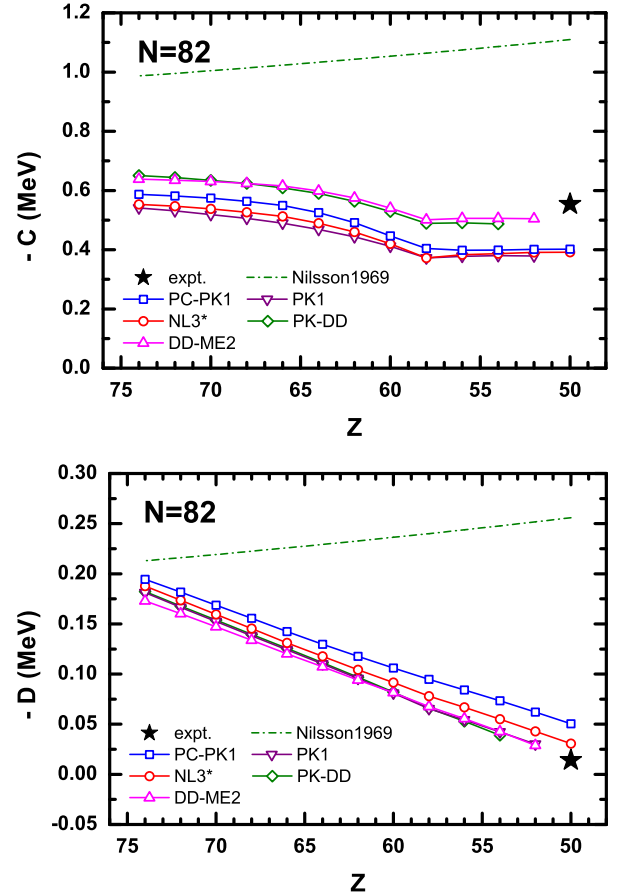 1.2
N=82
1.0
0.8
- C (MeV)
0.6
0.4
expt.
Nilsson1969
PC-PK1
PK1
0.2
NL3*
PK-DD
DD-ME2
0.0
75
70
65
60
55
50
Z
0.30
N=82
0.25
0.20
- D (MeV)
0.15
0.10
0.05
expt.
Nilsson1969
PC-PK1
PK1
0.00
NL3*
PK-DD
DD-ME2
-0.05
75
70
65
60
55
50
Z